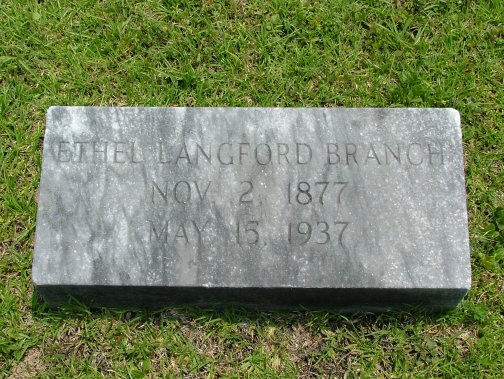 ETHEL LANGFORD BRANCH
NOV. 2, 1877
MAY 15, 1937